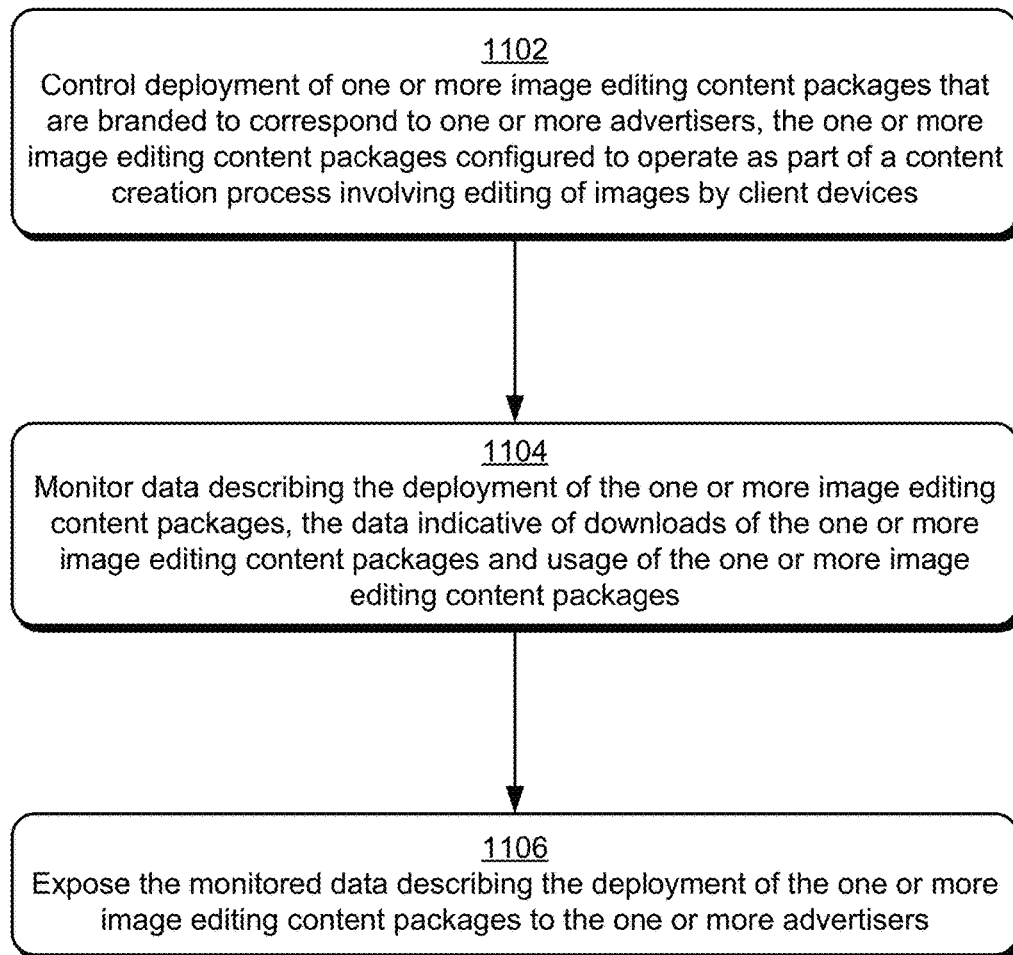 1102
Control deployment of one or more image editing content packages that
are branded to correspond to one or more advertisers, the one or more
image editing content packages configured to operate as part of a content
creation process involving editing of images by client devices
1104
Monitor data describing the deployment of the one or more image editing
content packages, the data indicative of downloads of the one or more
image editing content packages and usage of the one or more image
editing content packages
1106
Expose the monitored data describing the deployment of the one or more
image editing content packages to the one or more advertisers